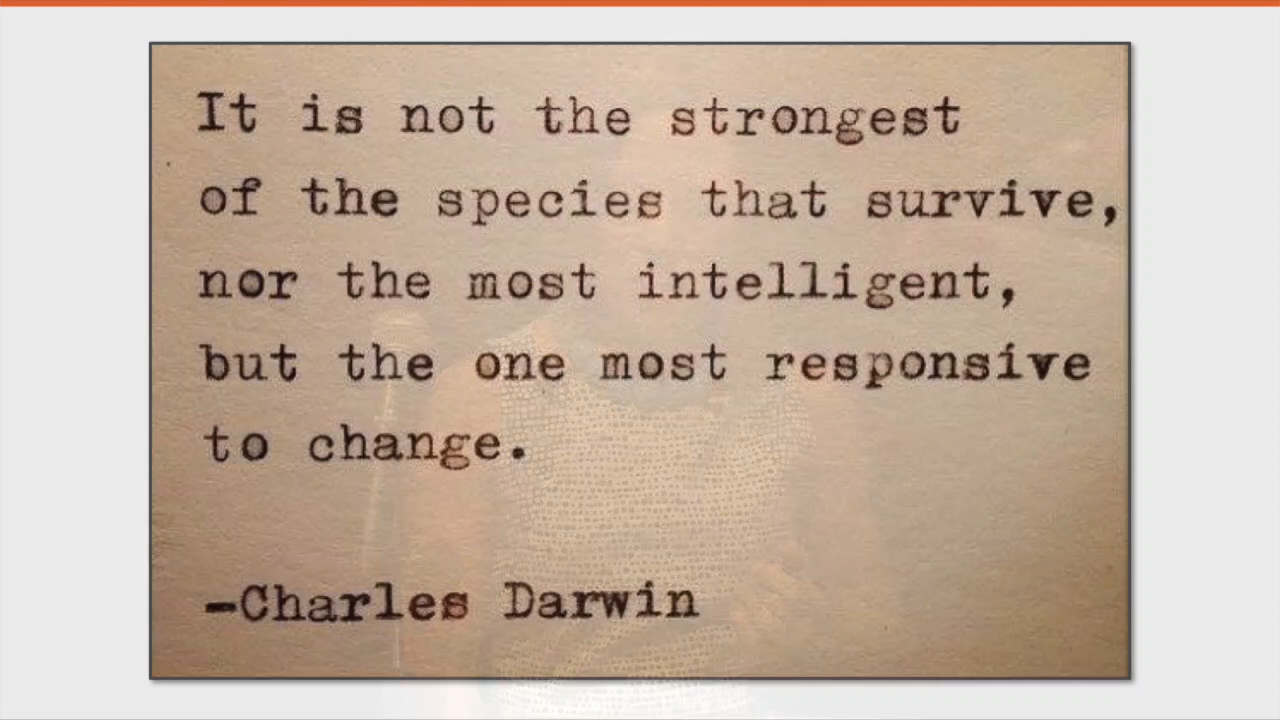 It is not the strongest
of the species that survive,
nor the most intelligent,
but the one most responsive
to change.
-Charles Darwin